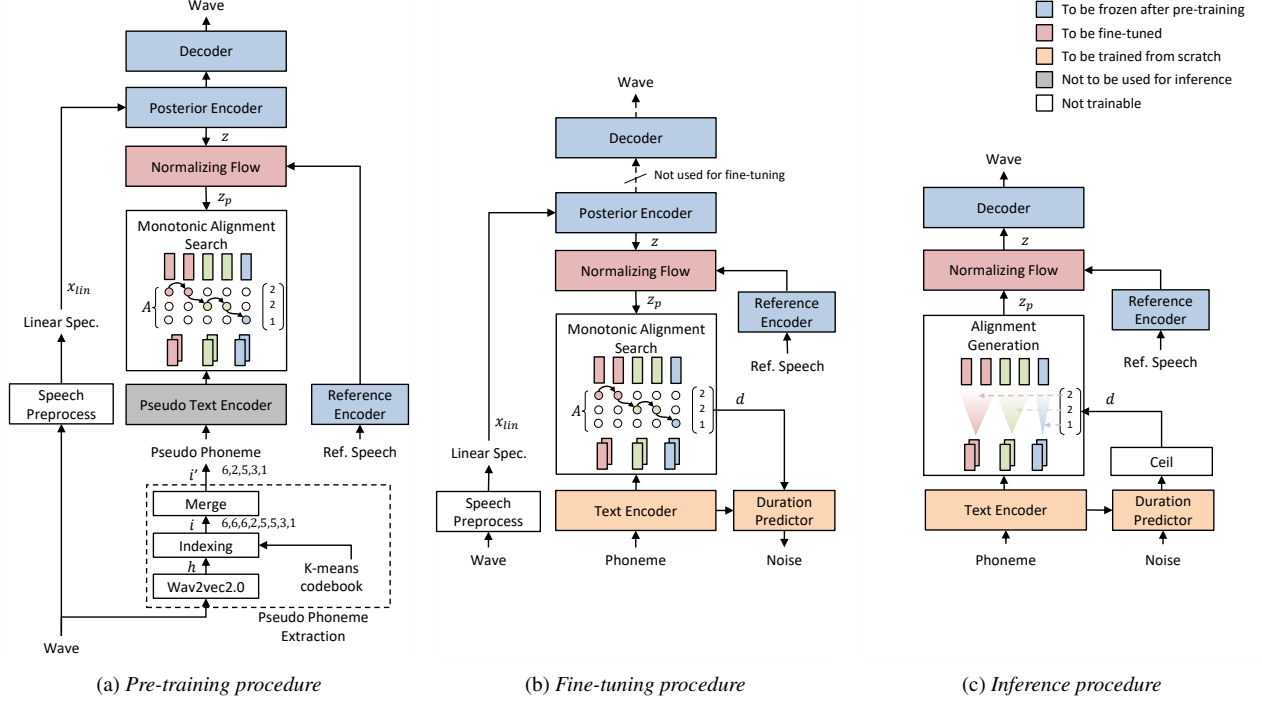 Wave
Decoder
Posterior Encoder
z
Normalizing Flow
z_p
Monotonic Alignment
Search
A
2
2
1
x_lin
Linear Spec.
Speech
Preprocess
Pseudo Text Encoder
Reference
Encoder
Pseudo Phoneme
Ref. Speech
i′ 6,2,5,3,1
Merge
i 6,6,6,2,5,5,3,1
Indexing
h
K-means
codebook
Wav2vec2.0
Pseudo Phoneme
Extraction
Wave
(a) Pre-training procedure
Wave
Decoder
Not used for fine-tuning
Posterior Encoder
z
Normalizing Flow
z_p
Reference
Encoder
Ref. Speech
Monotonic Alignment
Search
A
2
2
1
d
x_lin
Linear Spec.
Speech
Preprocess
Text Encoder
Duration
Predictor
Wave
Phoneme
Noise
(b) Fine-tuning procedure
To be frozen after pre-training
To be fine-tuned
To be trained from scratch
Not to be used for inference
Not trainable
Wave
Decoder
z
Normalizing Flow
z_p
Reference
Encoder
Ref. Speech
Alignment
Generation
2
2
1
d
Ceil
Text Encoder
Duration
Predictor
Phoneme
Noise
(c) Inference procedure